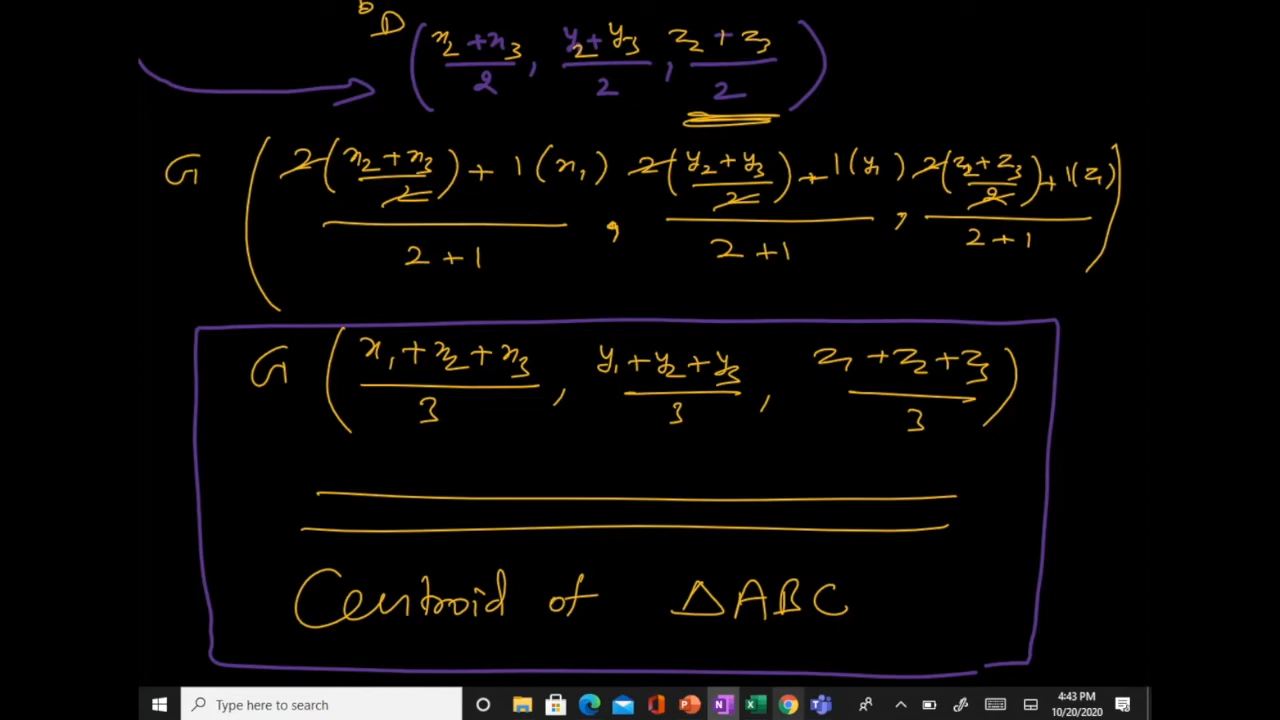 D ( x2 + x3 / 2 , y2 + y3 / 2 , z2 + z3 / 2 )
G ( 2 ( x2 + x3 / 2 ) + 1 ( x1 ) / 2 + 1 , 2 ( y2 + y3 / 2 ) + 1 ( y1 ) / 2 + 1 , 2 ( z2 + z3 / 2 ) + 1 ( z1 ) / 2 + 1 )
G ( x1 + x2 + x3 / 3 , y1 + y2 + y3 / 3 , z1 + z2 + z3 / 3 )
Centroid of ΔABC
Type here to search
4:43 PM
10/20/2020